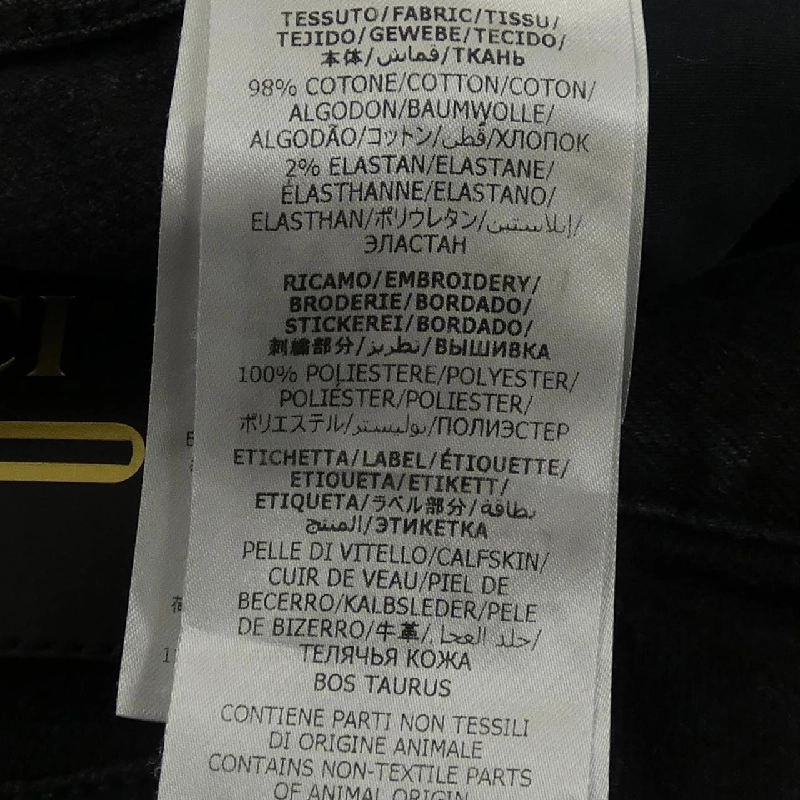 TESSUTO/FABRIC/TISSU/
TEJIDO/GEWEBE/TECIDO/
本体/قماش/ТКАНЬ
98% COTONE/COTTON/COTON/
ALGODON/BAUMWOLLE/
ALGODÃO/コットン/قطن/ХЛОПОК
2% ELASTAN/ELASTANE/
ÉLASTHANNE/ELASTANO/
ELASTHAN/ポリウレタン/إيلاستين/
ЭЛАСТАН
RICAMO/EMBROIDERY/
BRODERIE/BORDADO/
STICKEREI/BORDADO/
刺繍部分/تطريز/ВЫШИВКА
100% POLIESTERE/POLYESTER/
POLIÉSTER/POLIESTER/
ポリエステル/بوليستر/ПОЛИЭСТЕР
ETICHETTA/LABEL/ÉTIQUETTE/
ETIQUETA/ETIKETT/
ETIQUETA/ラベル部分/بطاقة
المنتج/ЭТИКЕТКА
PELLE DI VITELLO/CALFSKIN/
CUIR DE VEAU/PIEL DE
BECERRO/KALBSLEDER/PELE
DE BIZERRO/牛革/جلد العجل/
ТЕЛЯЧЬЯ КОЖА
BOS TAURUS
CONTIENE PARTI NON TESSILI
DI ORIGINE ANIMALE
CONTAINS NON-TEXTILE PARTS
OF ANIMAL ORIGIN
CI